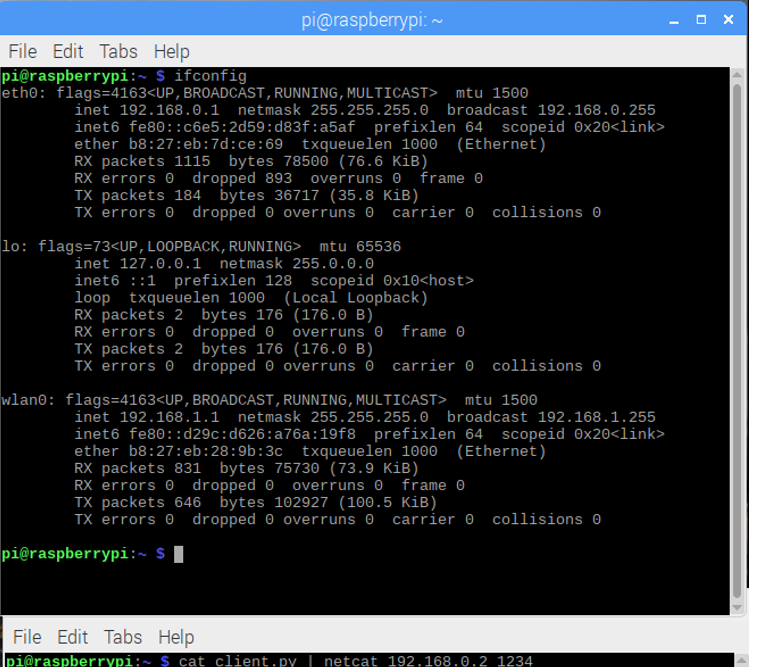 pi@raspberrypi: ~
File Edit Tabs Help
pi@raspberrypi:~ $ ifconfig
eth0: flags=4163<UP,BROADCAST,RUNNING,MULTICAST>  mtu 1500
        inet 192.168.0.1  netmask 255.255.255.0  broadcast 192.168.0.255
        inet6 fe80::c6e5:2d59:d83f:a5af  prefixlen 64  scopeid 0x20<link>
        ether b8:27:eb:7d:ce:69  txqueuelen 1000  (Ethernet)
        RX packets 1115  bytes 78500 (76.6 KiB)
        RX errors 0  dropped 893  overruns 0  frame 0
        TX packets 184  bytes 36717 (35.8 KiB)
        TX errors 0  dropped 0 overruns 0  carrier 0  collisions 0
lo: flags=73<UP,LOOPBACK,RUNNING>  mtu 65536
        inet 127.0.0.1  netmask 255.0.0.0
        inet6 ::1  prefixlen 128  scopeid 0x10<host>
        loop  txqueuelen 1000  (Local Loopback)
        RX packets 2  bytes 176 (176.0 B)
        RX errors 0  dropped 0  overruns 0  frame 0
        TX packets 2  bytes 176 (176.0 B)
        TX errors 0  dropped 0 overruns 0  carrier 0  collisions 0
wlan0: flags=4163<UP,BROADCAST,RUNNING,MULTICAST>  mtu 1500
        inet 192.168.1.1  netmask 255.255.255.0  broadcast 192.168.1.255
        inet6 fe80::d29c:d626:a76a:19f8  prefixlen 64  scopeid 0x20<link>
        ether b8:27:eb:28:9b:3c  txqueuelen 1000  (Ethernet)
        RX packets 831  bytes 75730 (73.9 KiB)
        RX errors 0  dropped 0  overruns 0  frame 0
        TX packets 646  bytes 102927 (100.5 KiB)
        TX errors 0  dropped 0 overruns 0  carrier 0  collisions 0
pi@raspberrypi:~ $
File Edit Tabs Help
pi@raspberrypi:~ $ cat client.py | netcat 192.168.0.2 1234